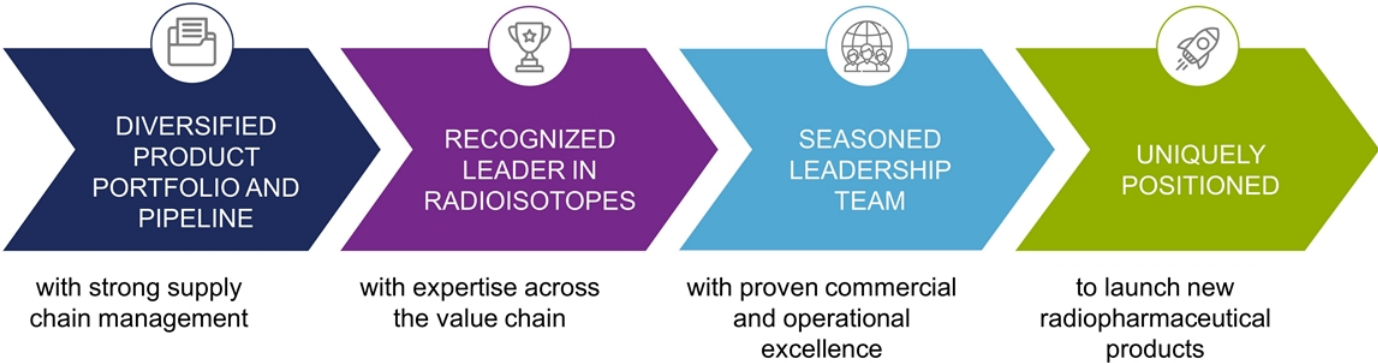 DIVERSIFIED
PRODUCT
PORTFOLIO AND
PIPELINE
with strong supply
chain management
RECOGNIZED
LEADER IN
RADIOISOTOPES
with expertise across
the value chain
SEASONED
LEADERSHIP
TEAM
with proven commercial
and operational
excellence
UNIQUELY
POSITIONED
to launch new
radiopharmaceutical
products